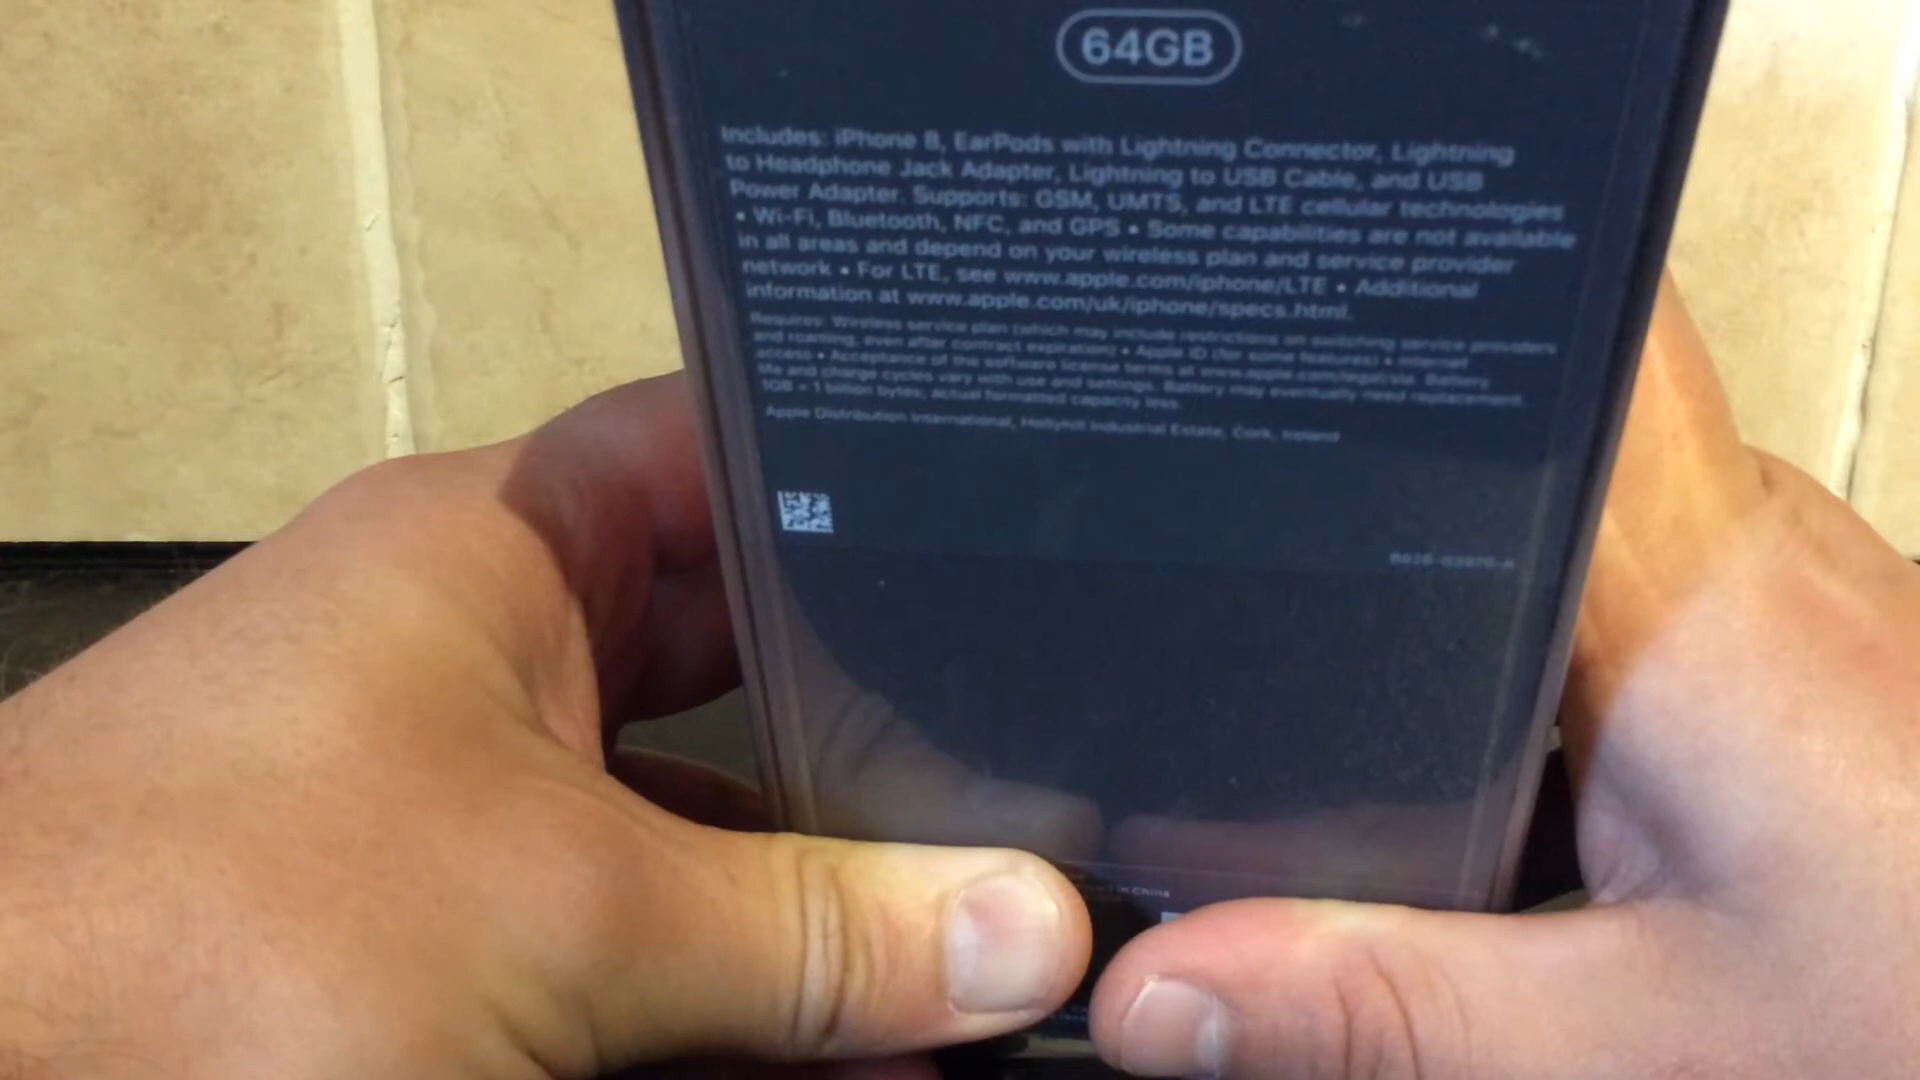 64GB
Includes: iPhone 8, EarPods with Lightning Connector, Lightning
to Headphone Jack Adapter, Lightning to USB Cable, and USB
Power Adapter. Supports: GSM, UMTS, and LTE cellular technologies
• Wi-Fi, Bluetooth, NFC, and GPS • Some capabilities are not available
in all areas and depend on your wireless plan and service provider
network • For LTE, see www.apple.com/iphone/LTE • Additional
information at www.apple.com/uk/iphone/specs.html.
Requires: Wireless service plan (which may include restrictions on switching service providers
and roaming, even after contract expiration) • Apple ID (for some features) • Internet
access • Acceptance of the software license terms at www.apple.com/legal/sla. Battery
life and charge cycles vary with use and settings. Battery may eventually need replacement.
1GB = 1 billion bytes; actual formatted capacity less.
Apple Distribution International, Hollyhill Industrial Estate, Cork, Ireland
in China